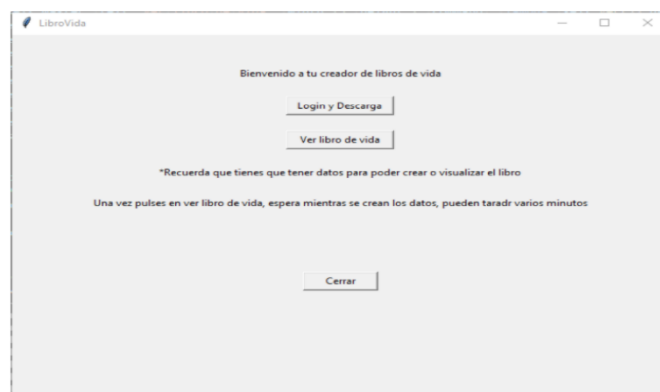 LibroVida
Bienvenido a tu creador de libros de vida
Login y Descarga
Ver libro de vida
*Recuerda que tienes que tener datos para poder crear o visualizar el libro
Una vez pulses en ver libro de vida, espera mientras se crean los datos, pueden taradr varios minutos
Cerrar